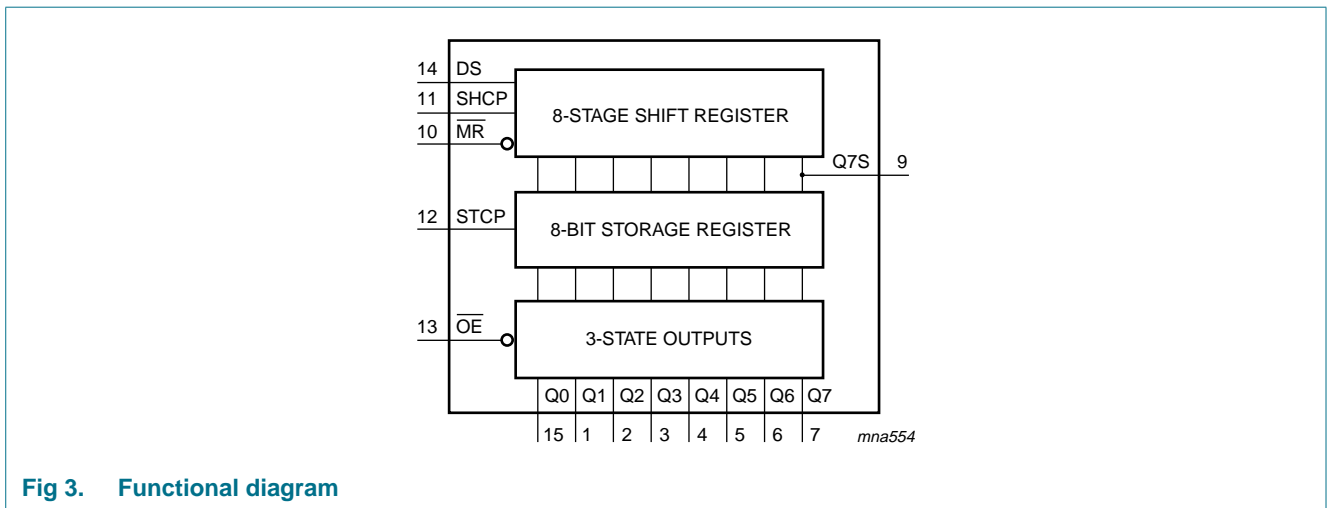 14 DS
11 SHCP
10 MR
8-STAGE SHIFT REGISTER
Q7S 9
12 STCP
8-BIT STORAGE REGISTER
13 OE
3-STATE OUTPUTS
Q0 Q1 Q2 Q3 Q4 Q5 Q6 Q7
15 1 2 3 4 5 6 7
mna554
Fig 3. Functional diagram